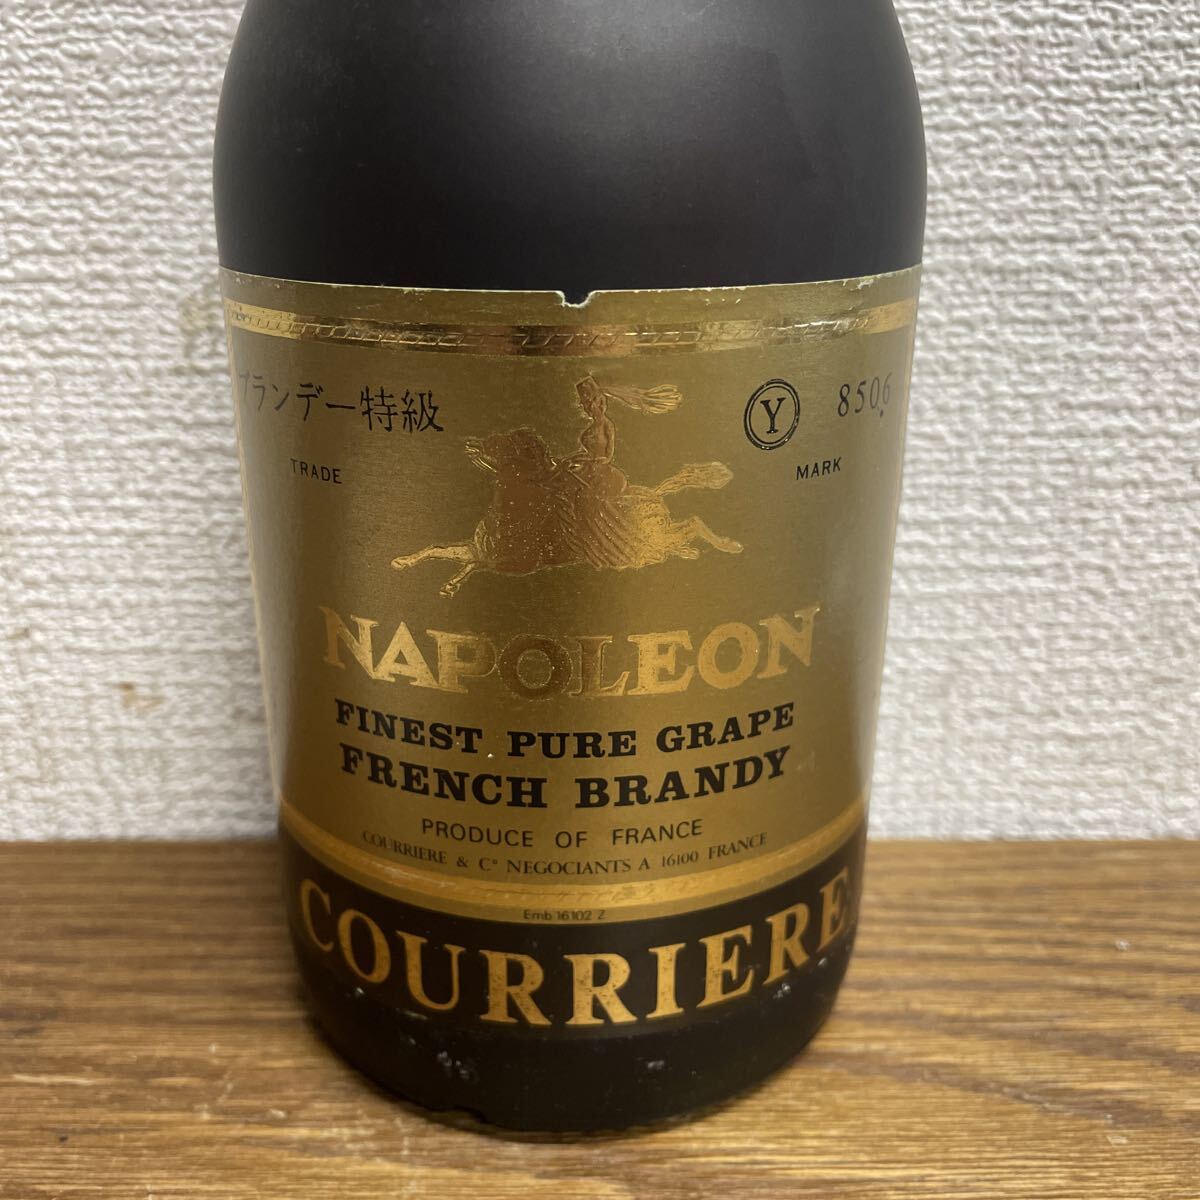 ブランデー特級 Ⓨ 8506
TRADE MARK
NAPOLEON
FINEST PURE GRAPE
FRENCH BRANDY
PRODUCE OF FRANCE
COURRIERE & Cº NEGOCIANTS A 16100 FRANCE
Emb 16102 Z
COURRIERE